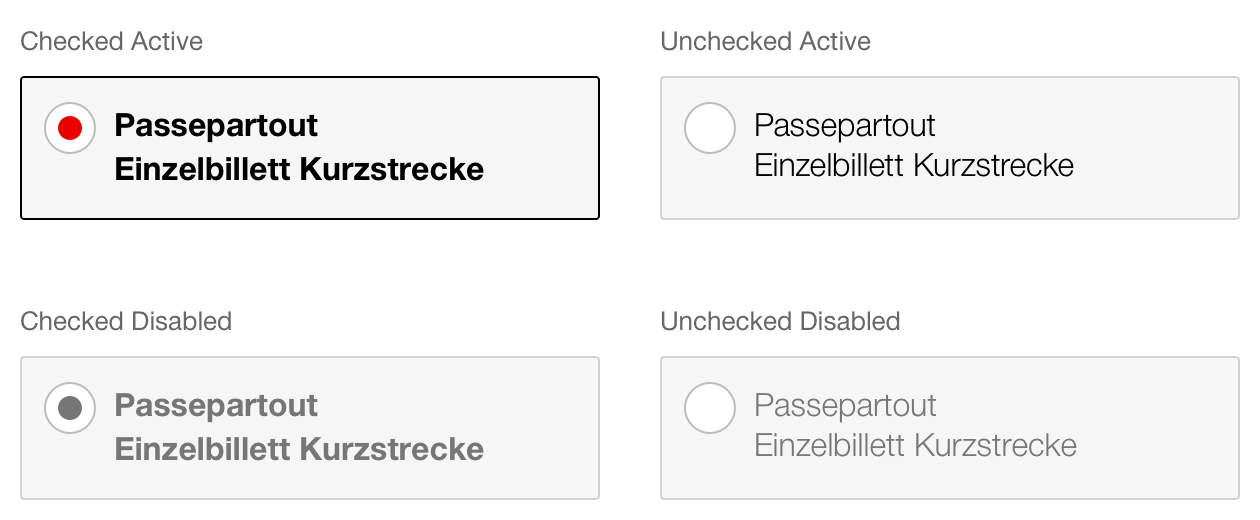 Checked Active
Passepartout
Einzelbillett Kurzstrecke
Unchecked Active
Passepartout
Einzelbillett Kurzstrecke
Checked Disabled
Passepartout
Einzelbillett Kurzstrecke
Unchecked Disabled
Passepartout
Einzelbillett Kurzstrecke